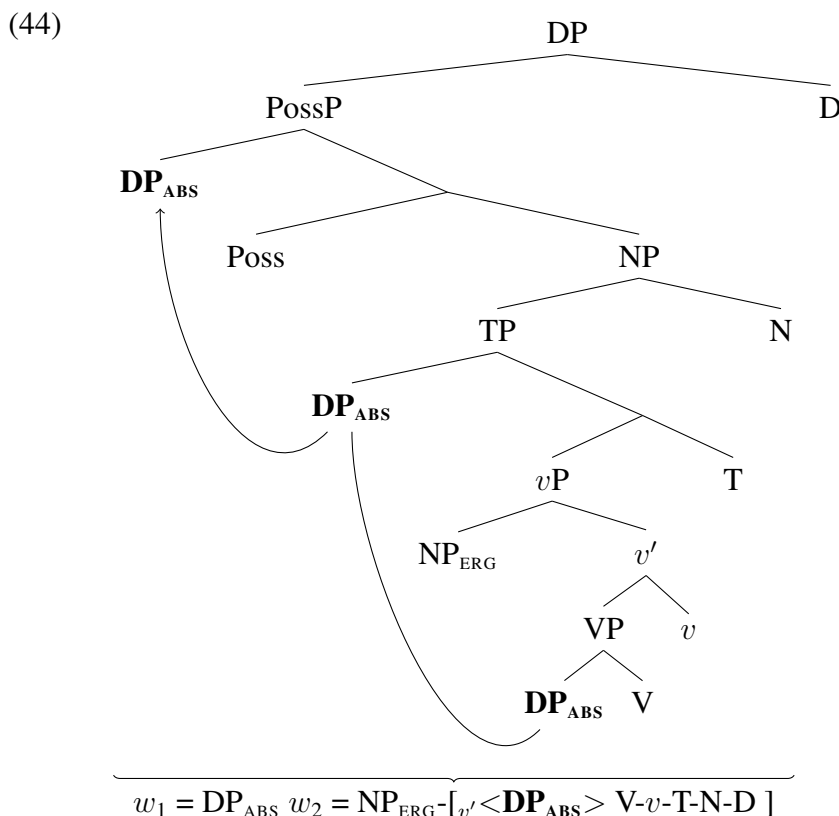 (44)
DP
PossP D
DP_ABS
Poss NP
TP N
DP_ABS
vP T
NP_ERG v′
VP v
DP_ABS V
w₁ = DP_ABS w₂ = NP_ERG-[v′<DP_ABS> V-v-T-N-D ]